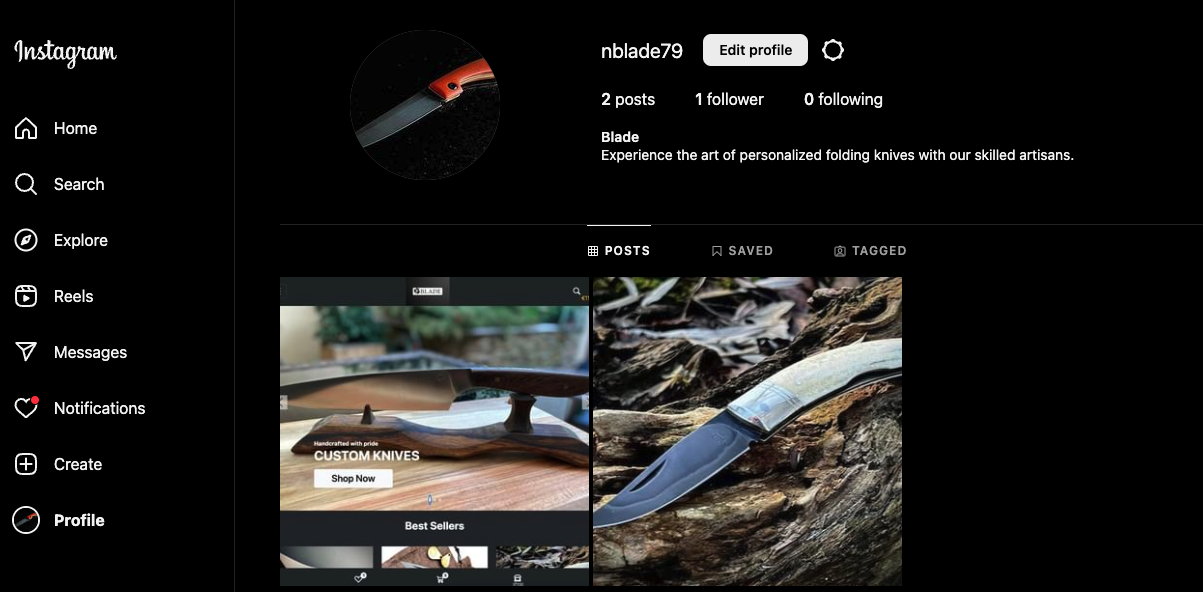 Instagram
Home
Search
Explore
Reels
Messages
Notifications
Create
Profile
nblade79
Edit profile
2 posts
1 follower
0 following
Blade
Experience the art of personalized folding knives with our skilled artisans.
POSTS
SAVED
TAGGED
BLADE
Handcrafted with pride
CUSTOM KNIVES
Shop Now
Best Sellers